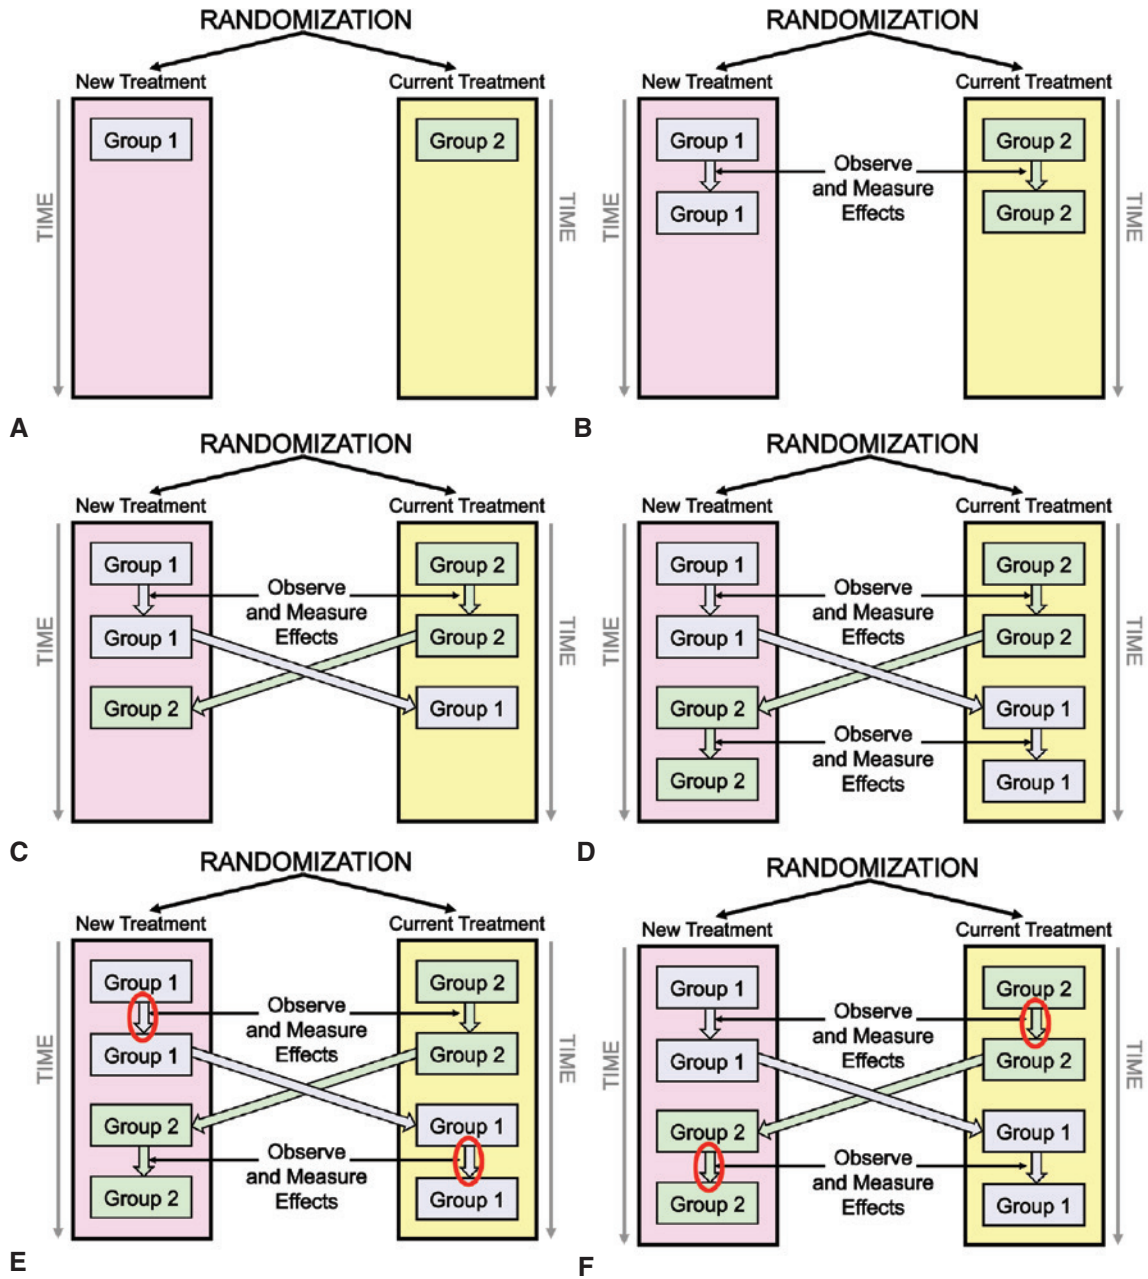 RANDOMIZATION
New Treatment
Current Treatment
TIME
Group 1
Group 2
TIME
A
RANDOMIZATION
New Treatment
Current Treatment
TIME
Group 1
Group 2
Observe
and Measure
Effects
Group 1
Group 2
TIME
B
RANDOMIZATION
New Treatment
Current Treatment
TIME
Group 1
Group 2
Observe
and Measure
Effects
Group 1
Group 2
Group 2
Group 1
TIME
C
RANDOMIZATION
New Treatment
Current Treatment
TIME
Group 1
Group 2
Observe
and Measure
Effects
Group 1
Group 2
Group 2
Group 1
Observe
and Measure
Effects
Group 2
Group 1
TIME
D
RANDOMIZATION
New Treatment
Current Treatment
TIME
Group 1
Group 2
Observe
and Measure
Effects
Group 1
Group 2
Group 2
Group 1
Observe
and Measure
Effects
Group 2
Group 1
TIME
E
RANDOMIZATION
New Treatment
Current Treatment
TIME
Group 1
Group 2
Observe
and Measure
Effects
Group 1
Group 2
Group 2
Group 1
Observe
and Measure
Effects
Group 2
Group 1
TIME
F